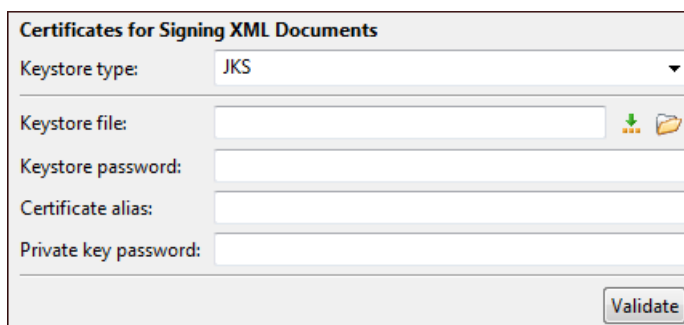 Certificates for Signing XML Documents
Keystore type: JKS
Keystore file:
Keystore password:
Certificate alias:
Private key password:
Validate